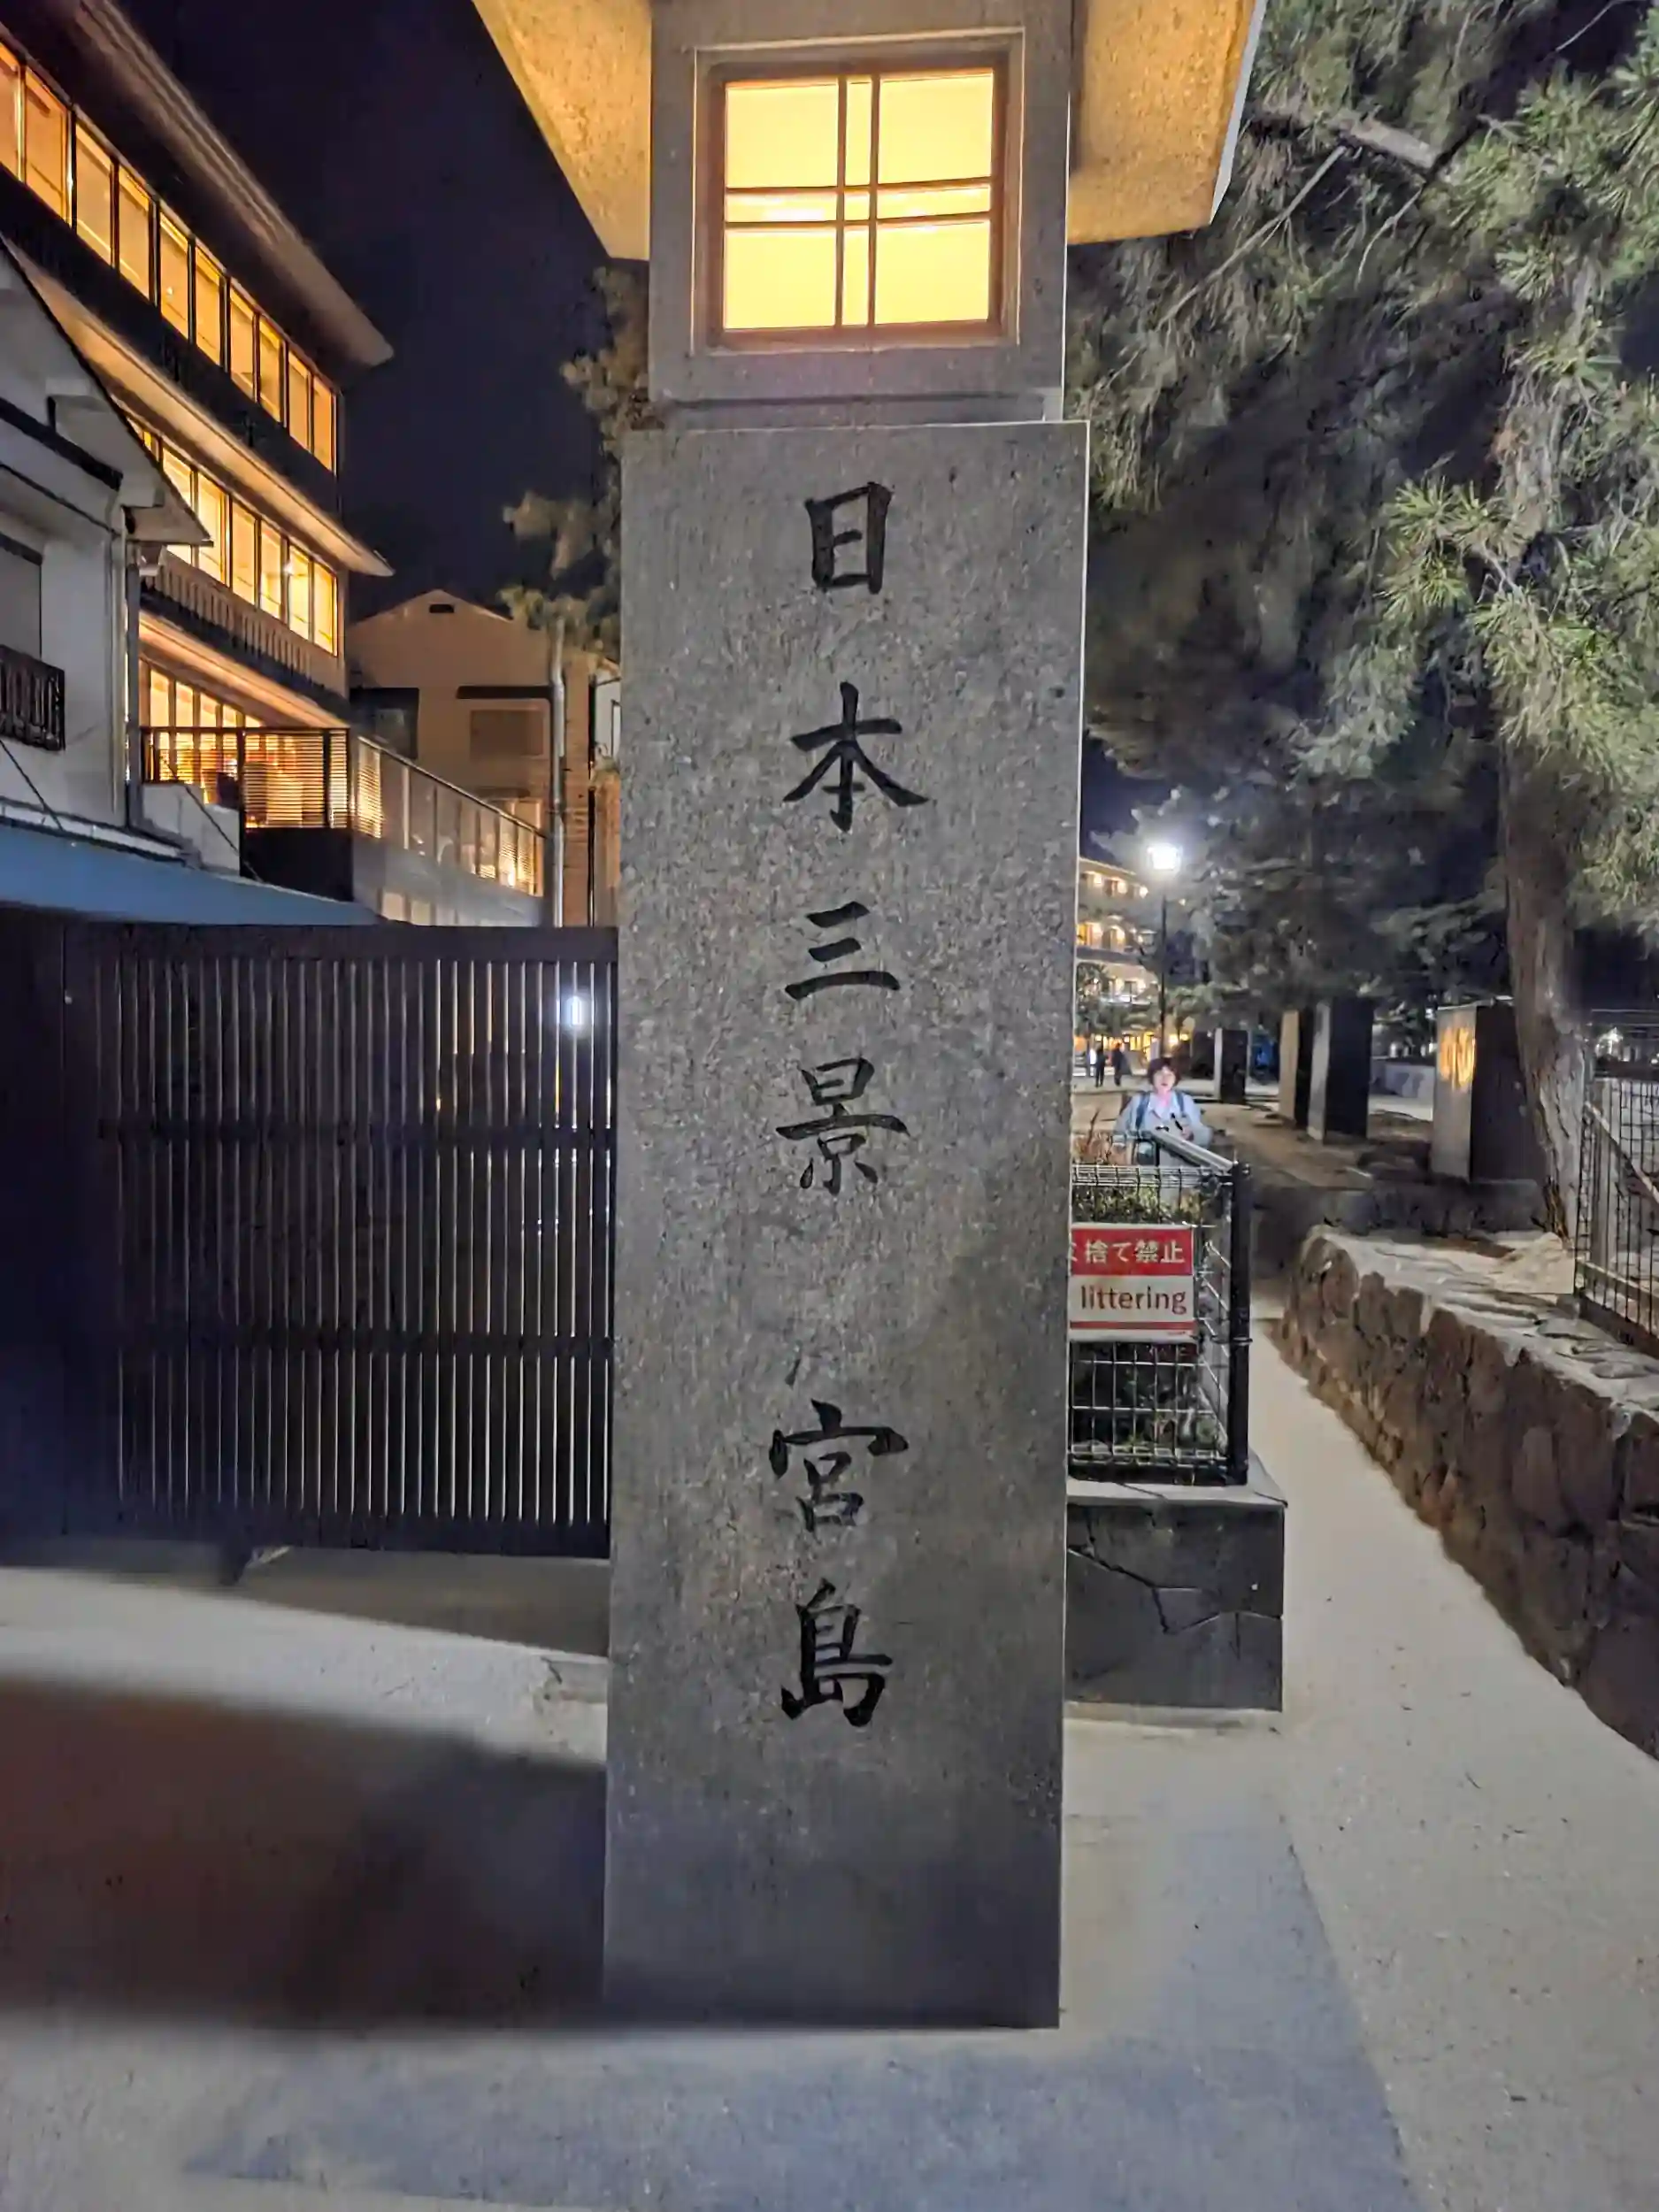 日本三景 宮島
捨て禁止
littering